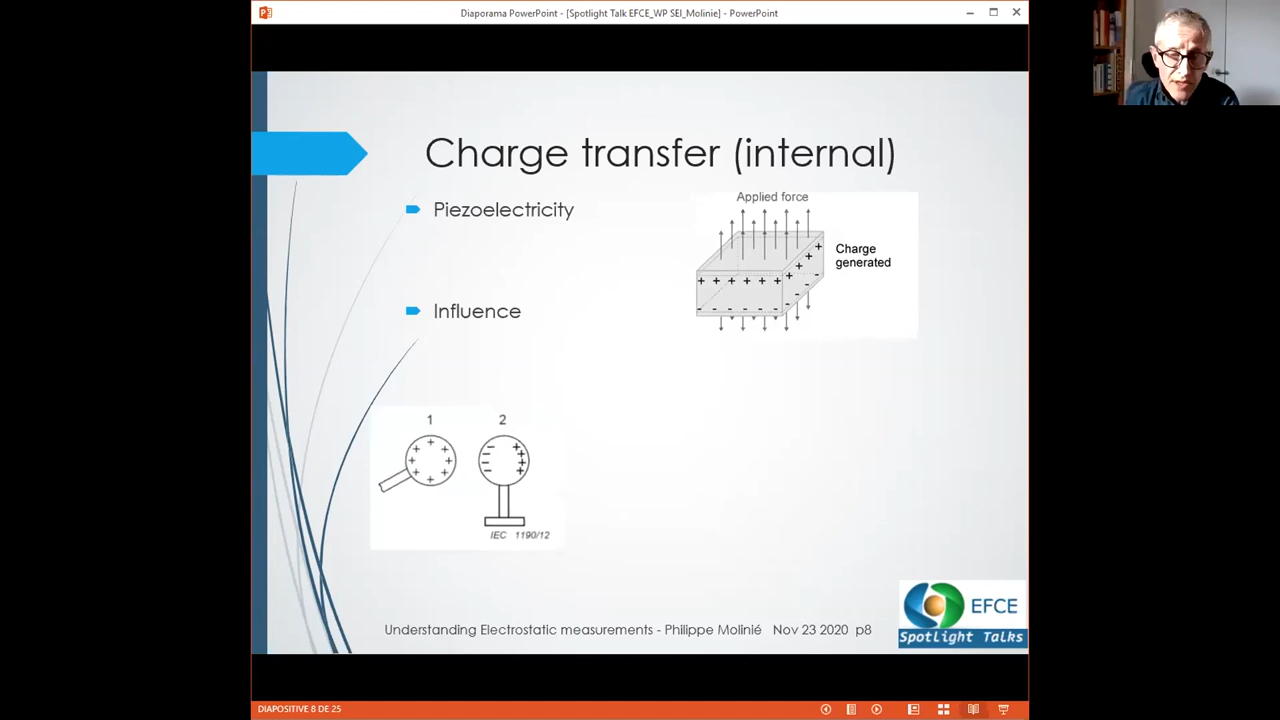 Diaporama PowerPoint - [Spotlight Talk EFCE_WP SEI_Molinie] - PowerPoint
Charge transfer (internal)
Piezoelectricity
Applied force
Charge
generated
Influence
1 2
IEC 1190/12
EFCE
Spotlight Talks
Understanding Electrostatic measurements - Philippe Molinié Nov 23 2020 p8
DIAPOSITIVE 8 DE 25